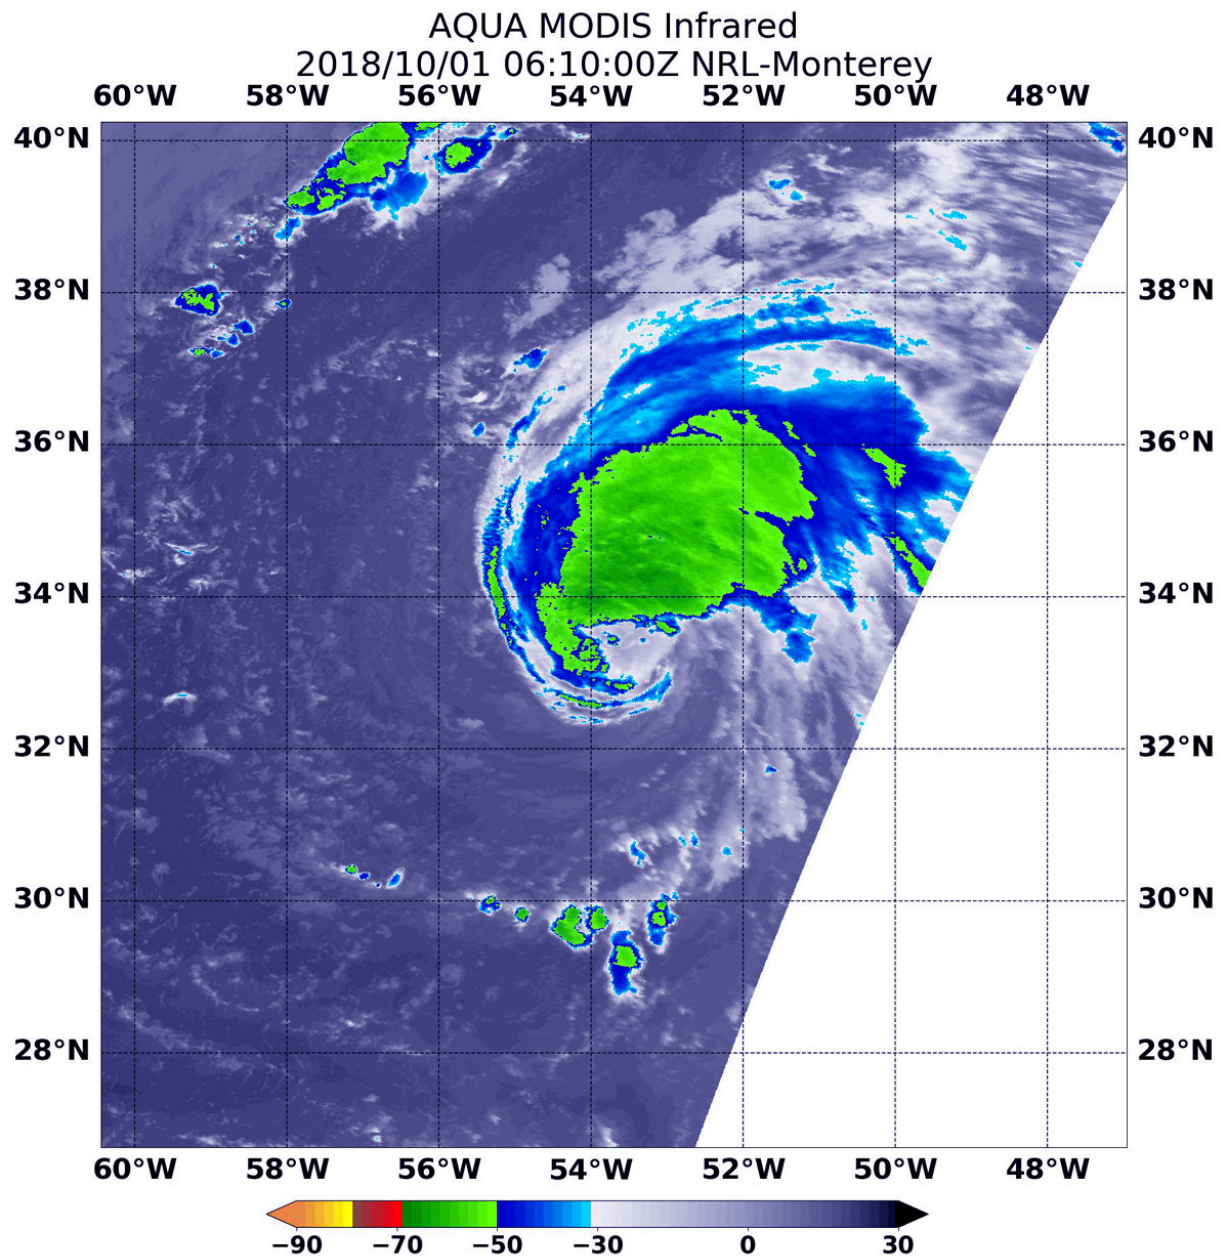 AQUA MODIS Infrared
2018/10/01 06:10:00Z NRL-Monterey
60°W 58°W 56°W 54°W 52°W 50°W 48°W
40°N 40°N
38°N 38°N
36°N 36°N
34°N 34°N
32°N 32°N
30°N 30°N
28°N 28°N
60°W 58°W 56°W 54°W 52°W 50°W 48°W
−90 −70 −50 −30 0 30